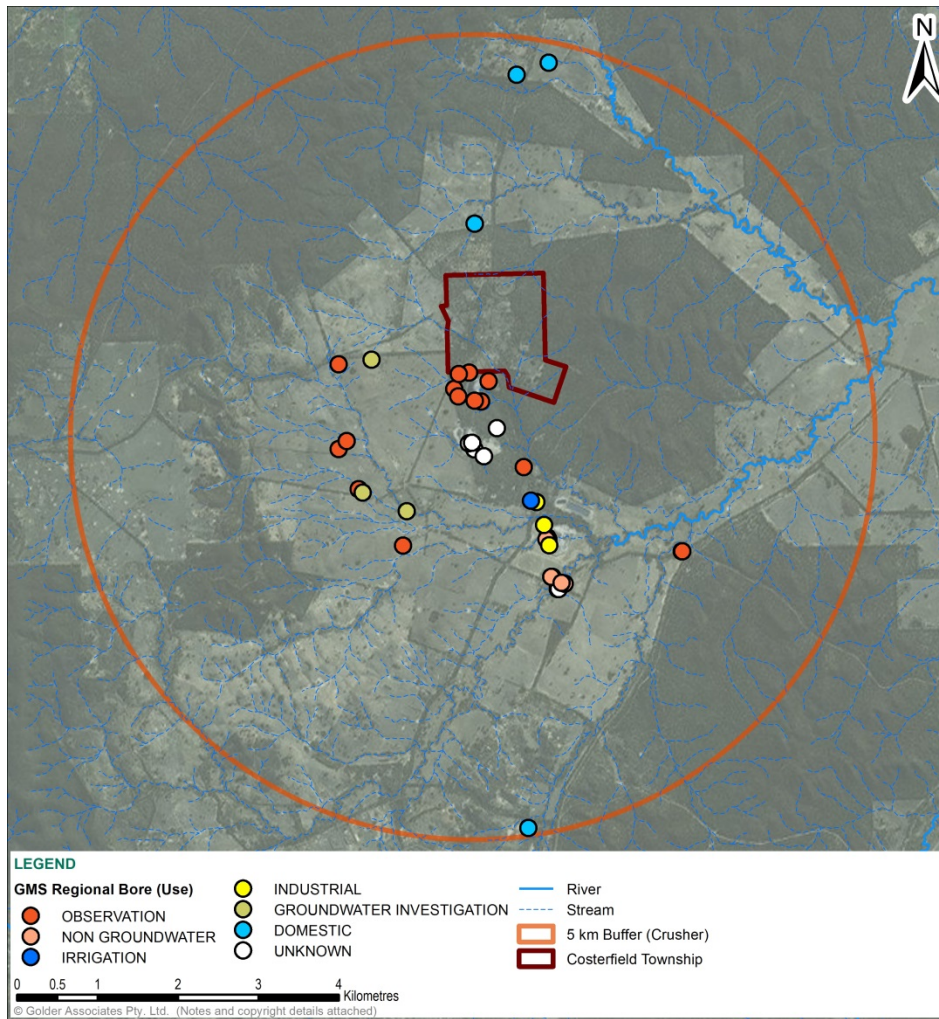 N
LEGEND
GMS Regional Bore (Use)
OBSERVATION
NON GROUNDWATER
IRRIGATION
INDUSTRIAL
GROUNDWATER INVESTIGATION
DOMESTIC
UNKNOWN
River
Stream
5 km Buffer (Crusher)
Costerfield Township
0 0.5 1 2 3 4
Kilometres
© Golder Associates Pty. Ltd. (Notes and copyright details attached)